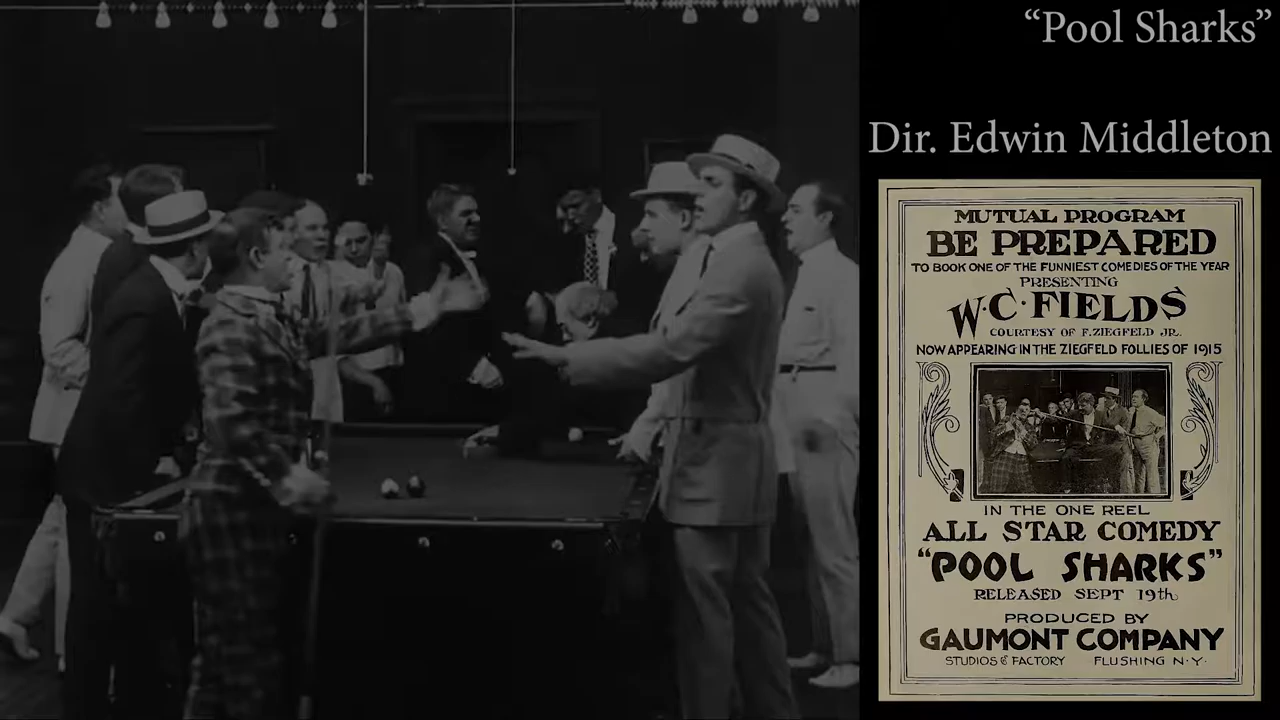 “Pool Sharks”
Dir. Edwin Middleton
MUTUAL PROGRAM
BE PREPARED
TO BOOK ONE OF THE FUNNIEST COMEDIES OF THE YEAR
PRESENTING
W.C. FIELDS
COURTESY OF F. ZIEGFELD JR.
NOW APPEARING IN THE ZIEGFELD FOLLIES OF 1915
IN THE ONE REEL
ALL STAR COMEDY
“POOL SHARKS”
RELEASED SEPT 19th
PRODUCED BY
GAUMONT COMPANY
STUDIOS & FACTORY FLUSHING N.Y.